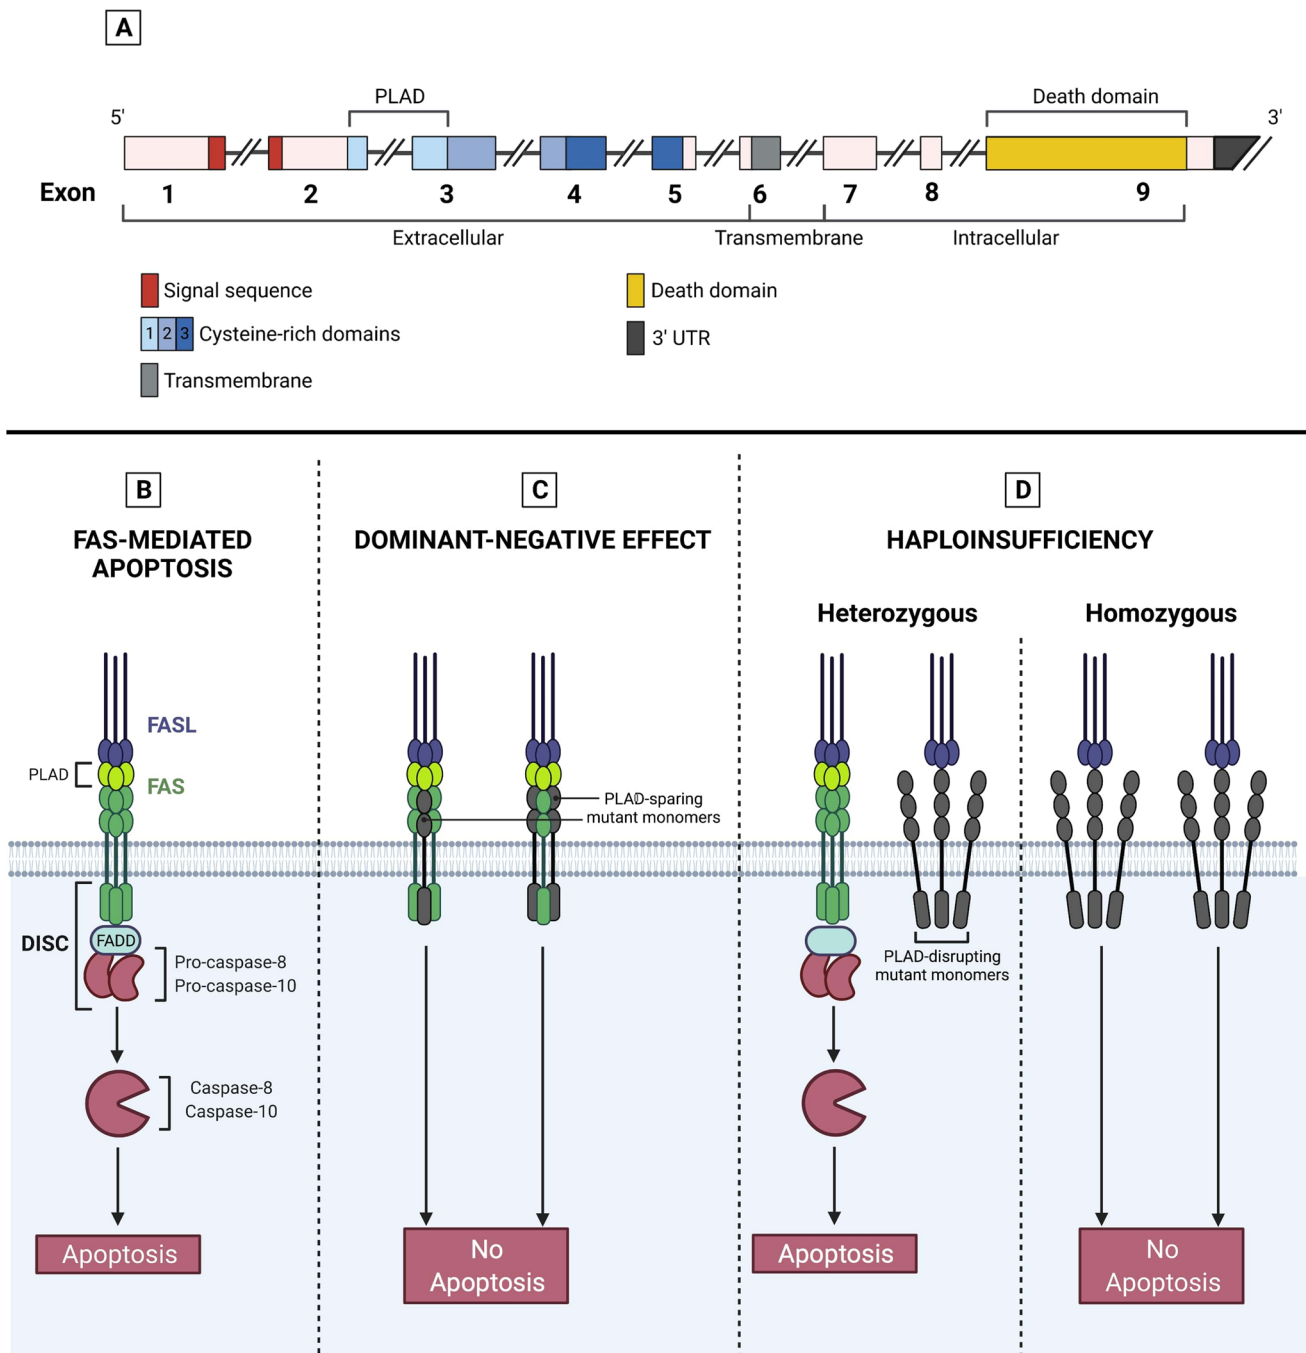 A
PLAD
Death domain
5'
3'
Exon
1
2
3
4
5
6
7
8
9
Extracellular
Transmembrane
Intracellular
Signal sequence
Death domain
1 2 3 Cysteine-rich domains
3' UTR
Transmembrane
B
C
D
FAS-MEDIATED
APOPTOSIS
DOMINANT-NEGATIVE EFFECT
HAPLOINSUFFICIENCY
Heterozygous
Homozygous
FASL
PLAD
FAS
PLAD-sparing
mutant monomers
DISC
FADD
Pro-caspase-8
Pro-caspase-10
PLAD-disrupting
mutant monomers
Caspase-8
Caspase-10
Apoptosis
No
Apoptosis
Apoptosis
No
Apoptosis